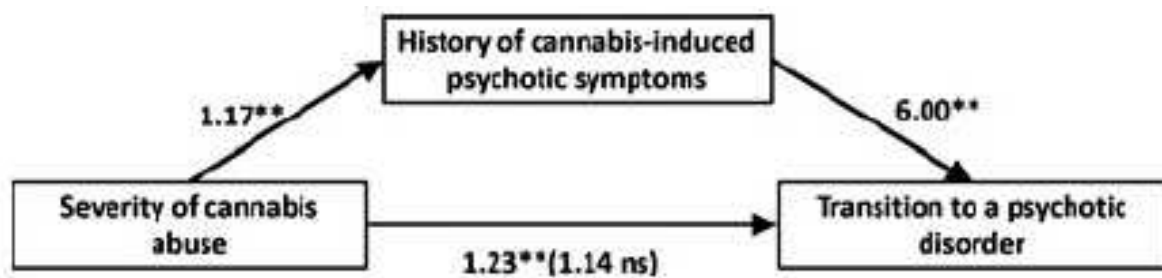 History of cannabis-induced
psychotic symptoms
1.17**
6.00**
Severity of cannabis
abuse
Transition to a psychotic
disorder
1.23**(1.14 ns)